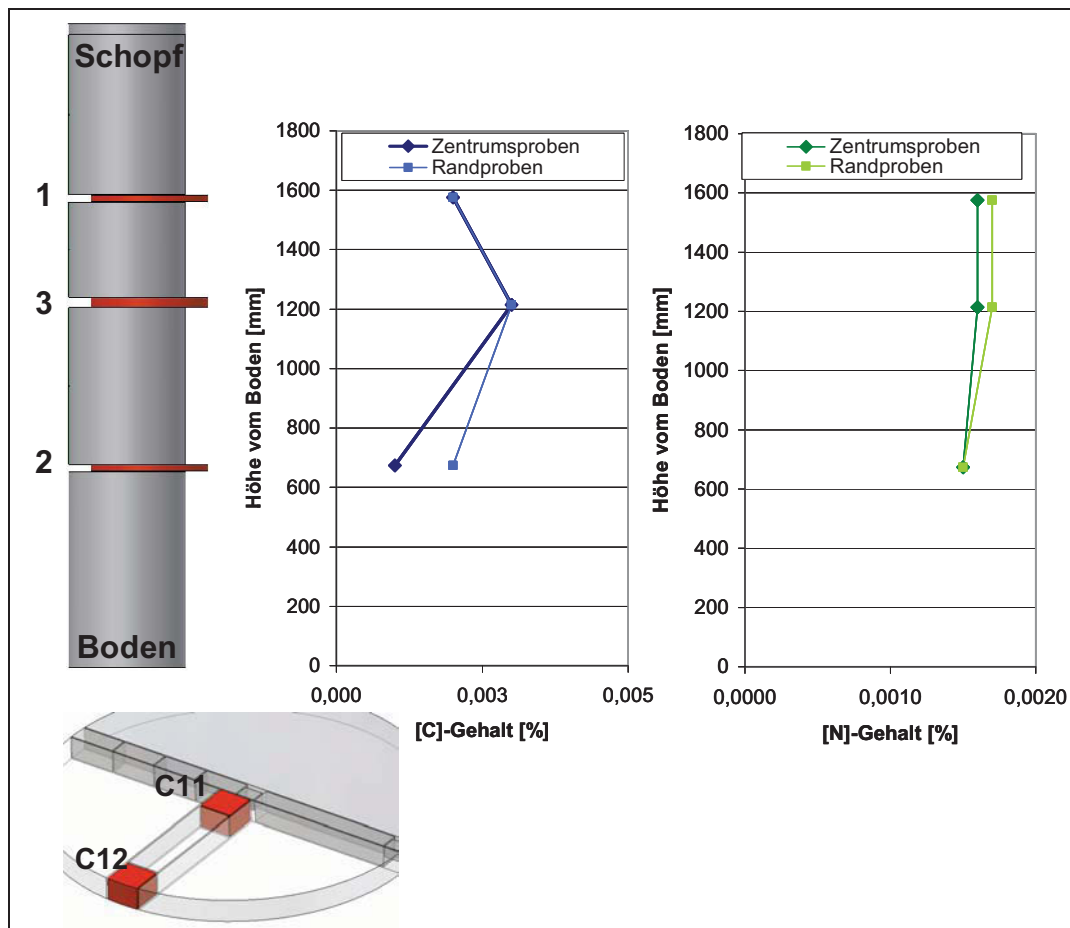 Schopf
1
3
2
Boden
1800
1600
1400
1200
1000
800
600
400
200
0
Höhe vom Boden [mm]
Zentrumsproben
Randproben
0,000
0,003
0,005
[C]-Gehalt [%]
1800
1600
1400
1200
1000
800
600
400
200
0
Höhe vom Boden [mm]
Zentrumsproben
Randproben
0,0000
0,0010
0,0020
[N]-Gehalt [%]
C11
C12